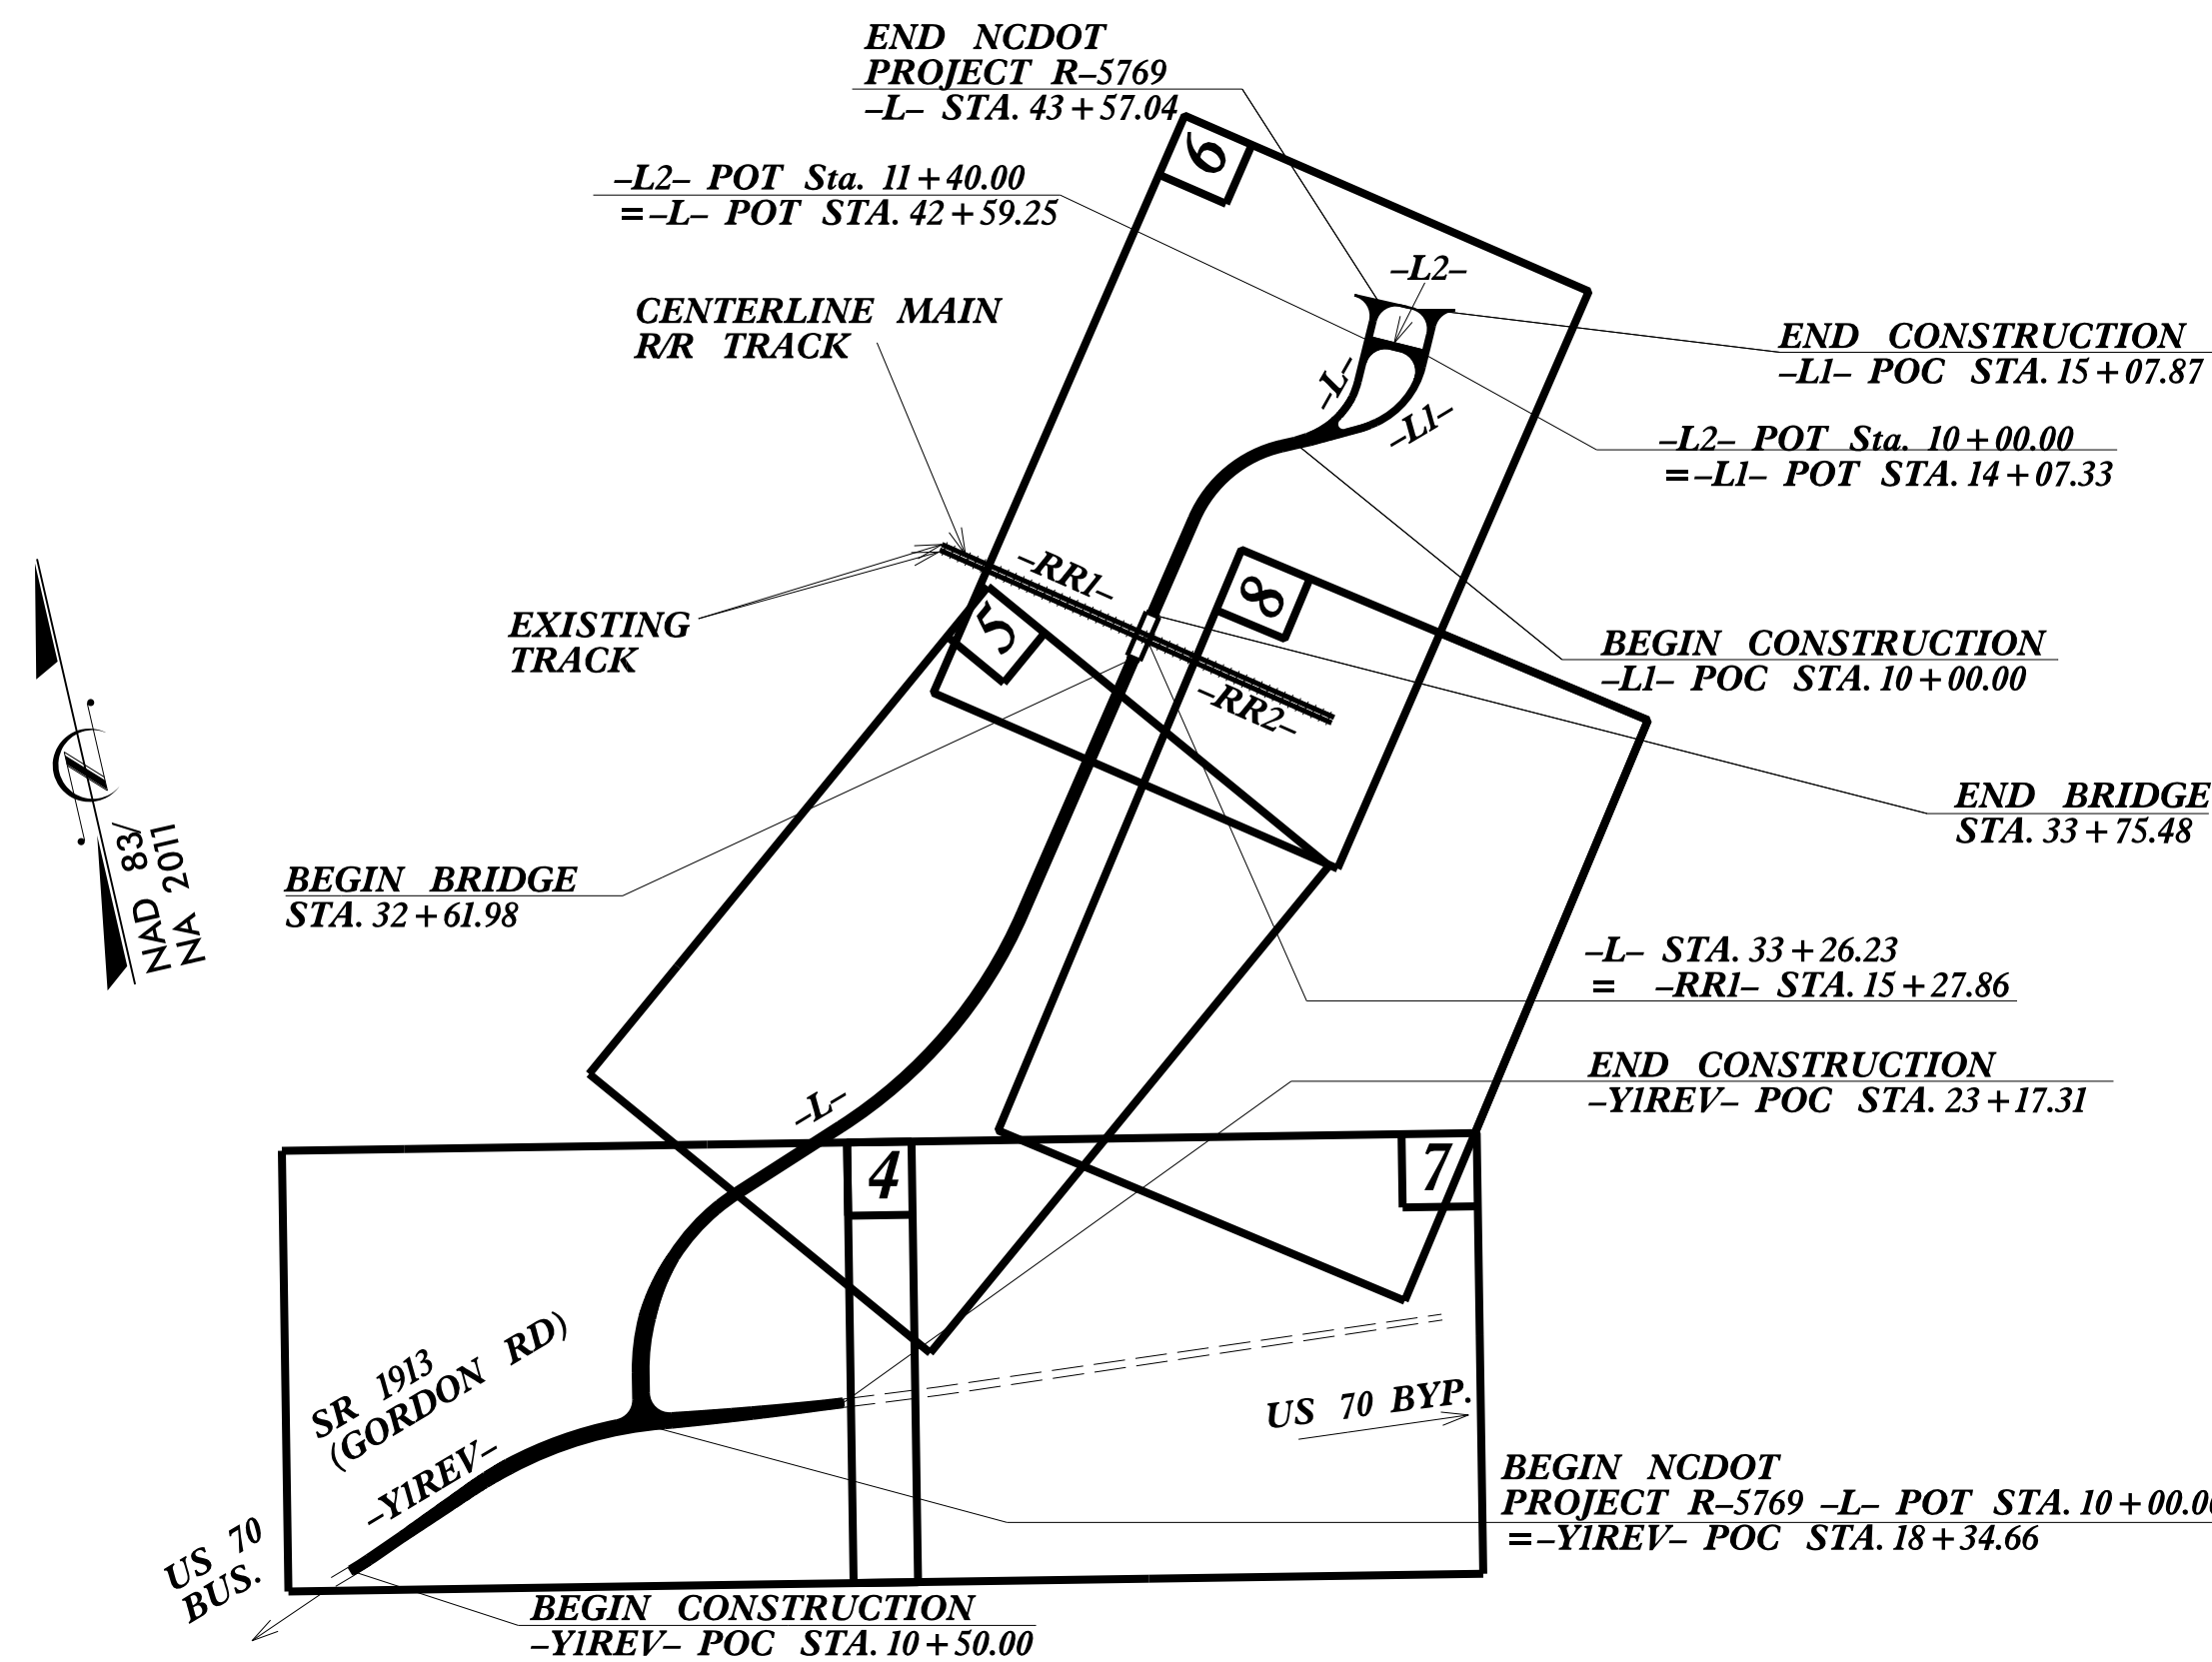 END NCDOT
PROJECT R–5769
–L– STA. 43+57.04
6
–L2– POT Sta. 11+40.00
=–L– POT STA. 42+59.25
–L2–
CENTERLINE MAIN
R/R TRACK
END CONSTRUCTION
–L1– POC STA. 15+07.87
–L–
–L1–
–L2– POT Sta. 10+00.00
=–L1– POT STA. 14+07.33
–RR1–
8
5
EXISTING
TRACK
BEGIN CONSTRUCTION
–L1– POC STA. 10+00.00
–RR2–
END BRIDGE
STA. 33+75.48
NAD 83/
NA 2011
BEGIN BRIDGE
STA. 32+61.98
–L– STA. 33+26.23
= –RR1– STA. 15+27.86
END CONSTRUCTION
–Y1REV– POC STA. 23+17.31
–L–
4
7
SR 1913
(GORDON RD)
–Y1REV–
US 70 BYP.
BEGIN NCDOT
PROJECT R–5769 –L– POT STA. 10+00.00
=–Y1REV– POC STA. 18+34.66
US 70
BUS.
BEGIN CONSTRUCTION
–Y1REV– POC STA. 10+50.00